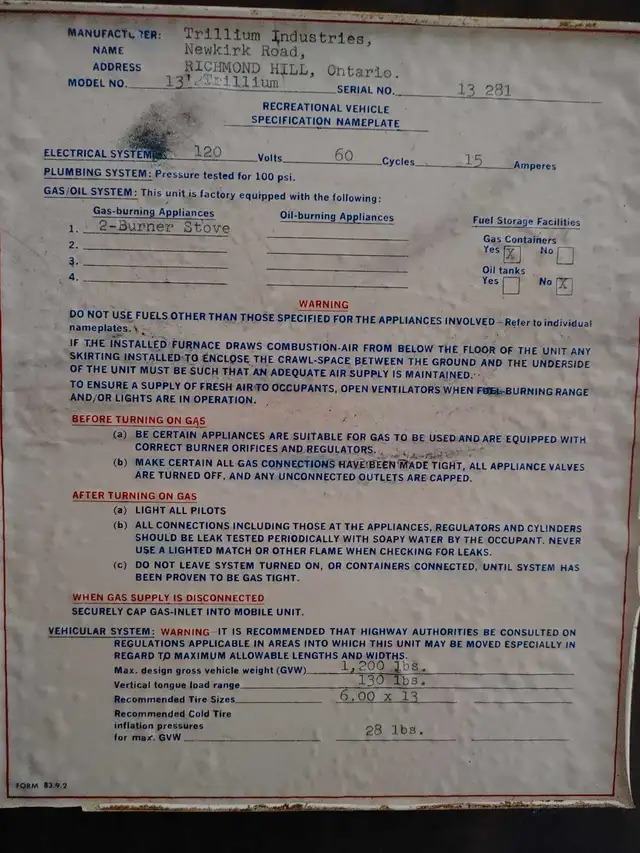 MANUFACTURER: Trillium Industries,
NAME Newkirk Road,
ADDRESS RICHMOND HILL, Ontario.
MODEL NO. 13' Trillium SERIAL NO. 13 281
RECREATIONAL VEHICLE
SPECIFICATION NAMEPLATE
ELECTRICAL SYSTEM 120 Volts 60 Cycles 15 Amperes
PLUMBING SYSTEM: Pressure tested for 100 psi.
GAS/OIL SYSTEM: This unit is factory equipped with the following:
Gas-burning Appliances Oil-burning Appliances Fuel Storage Facilities
1. 2-Burner Stove
2.
3.
4.
Gas Containers
Yes X No
Oil tanks
Yes No X
WARNING
DO NOT USE FUELS OTHER THAN THOSE SPECIFIED FOR THE APPLIANCES INVOLVED - Refer to individual
nameplates.
IF THE INSTALLED FURNACE DRAWS COMBUSTION-AIR FROM BELOW THE FLOOR OF THE UNIT ANY
SKIRTING INSTALLED TO ENCLOSE THE CRAWL-SPACE BETWEEN THE GROUND AND THE UNDERSIDE
OF THE UNIT MUST BE SUCH THAT AN ADEQUATE AIR SUPPLY IS MAINTAINED.
TO ENSURE A SUPPLY OF FRESH AIR TO OCCUPANTS, OPEN VENTILATORS WHEN FUEL-BURNING RANGE
AND/OR LIGHTS ARE IN OPERATION.
BEFORE TURNING ON GAS
(a) BE CERTAIN APPLIANCES ARE SUITABLE FOR GAS TO BE USED AND ARE EQUIPPED WITH
CORRECT BURNER ORIFICES AND REGULATORS.
(b) MAKE CERTAIN ALL GAS CONNECTIONS HAVE BEEN MADE TIGHT, ALL APPLIANCE VALVES
ARE TURNED OFF, AND ANY UNCONNECTED OUTLETS ARE CAPPED.
AFTER TURNING ON GAS
(a) LIGHT ALL PILOTS
(b) ALL CONNECTIONS INCLUDING THOSE AT THE APPLIANCES, REGULATORS AND CYLINDERS
SHOULD BE LEAK TESTED PERIODICALLY WITH SOAPY WATER BY THE OCCUPANT. NEVER
USE A LIGHTED MATCH OR OTHER FLAME WHEN CHECKING FOR LEAKS.
(c) DO NOT LEAVE SYSTEM TURNED ON, OR CONTAINERS CONNECTED, UNTIL SYSTEM HAS
BEEN PROVEN TO BE GAS TIGHT.
WHEN GAS SUPPLY IS DISCONNECTED
SECURELY CAP GAS-INLET INTO MOBILE UNIT.
VEHICULAR SYSTEM: WARNING - IT IS RECOMMENDED THAT HIGHWAY AUTHORITIES BE CONSULTED ON
REGULATIONS APPLICABLE IN AREAS INTO WHICH THIS UNIT MAY BE MOVED ESPECIALLY IN
REGARD TO MAXIMUM ALLOWABLE LENGTHS AND WIDTHS.
Max. design gross vehicle weight (GVW) 1,200 lbs.
Vertical tongue load range 130 lbs.
Recommended Tire Sizes 6.00 x 13
Recommended Cold Tire
inflation pressures
for max. GVW 28 lbs.
FORM 83.9.2